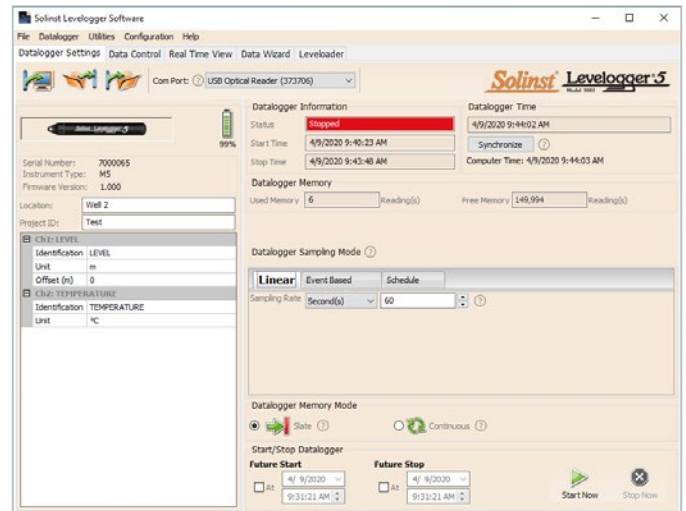 Solinst Levelogger Software
File Datalogger Utilities Configuration Help
Datalogger Settings Data Control Real Time View Data Wizard Leveloader
Com Port: USB Optical Reader (373706)
Solinst Levelogger 5
99%
Serial Number: 7000065
Instrument Type: M5
Firmware Version: 1.000
Location: Well 2
Project ID: Test
Ch1: LEVEL
Identification LEVEL
Unit m
Offset (m) 0
Ch2: TEMPERATURE
Identification TEMPERATURE
Unit °C
Datalogger Information
Status Stopped
Start Time 4/9/2020 9:40:23 AM
Stop Time 4/9/2020 9:43:48 AM
Datalogger Time
4/9/2020 9:44:02 AM
Synchronize
Computer Time: 4/9/2020 9:44:03 AM
Datalogger Memory
Used Memory 6 Reading(s) Free Memory 149,994 Reading(s)
Datalogger Sampling Mode
Linear Event Based Schedule
Sampling Rate Second(s) 60
Datalogger Memory Mode
Slate Continuous
Start/Stop Datalogger
Future Start Future Stop
At 4/ 9/2020 At 4/ 9/2020
9:31:21 AM 9:31:21 AM
Start Now Stop Now